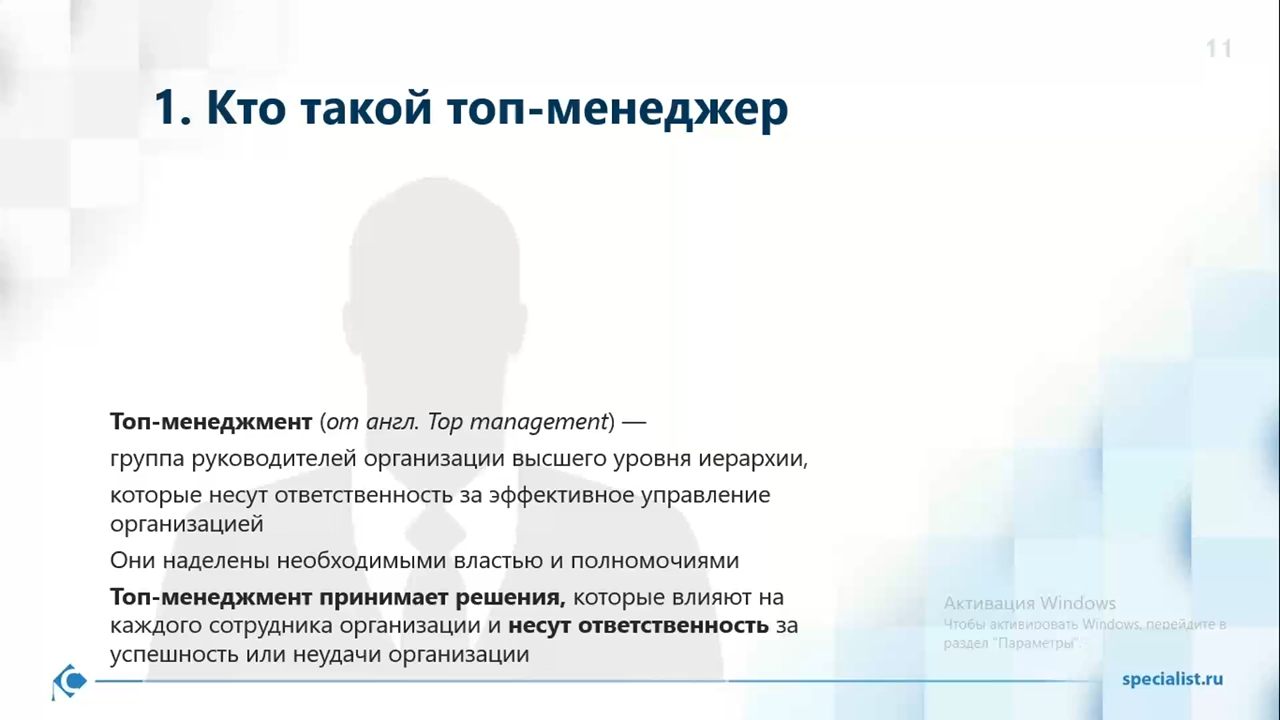 11
1. Кто такой топ-менеджер
Топ-менеджмент (от англ. Top management) —
группа руководителей организации высшего уровня иерархии,
которые несут ответственность за эффективное управление
организацией
Они наделены необходимыми властью и полномочиями
Топ-менеджмент принимает решения, которые влияют на
каждого сотрудника организации и несут ответственность за
успешность или неудачи организации
Активация Windows
Чтобы активировать Windows, перейдите в
раздел "Параметры".
specialist.ru